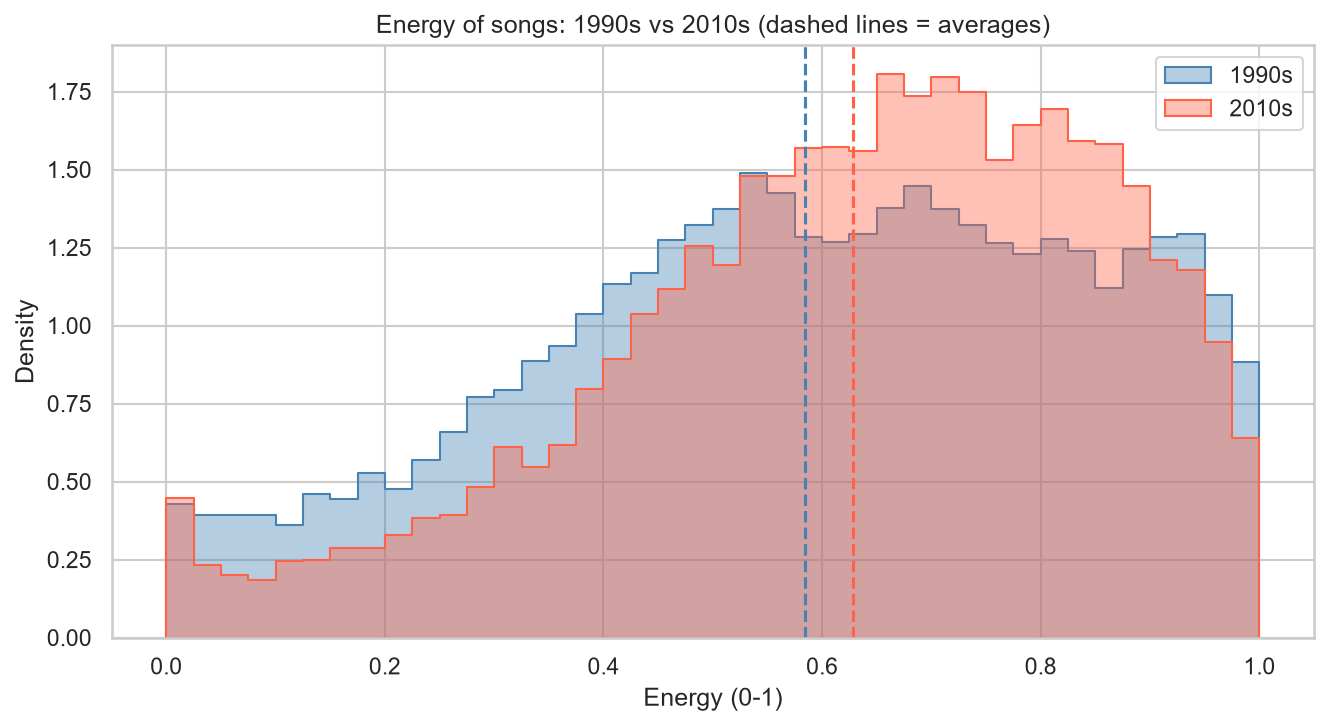 Energy of songs: 1990s vs 2010s (dashed lines = averages)
1990s
2010s
Density
1.75
1.50
1.25
1.00
0.75
0.50
0.25
0.00
0.0 0.2 0.4 0.6 0.8 1.0
Energy (0-1)